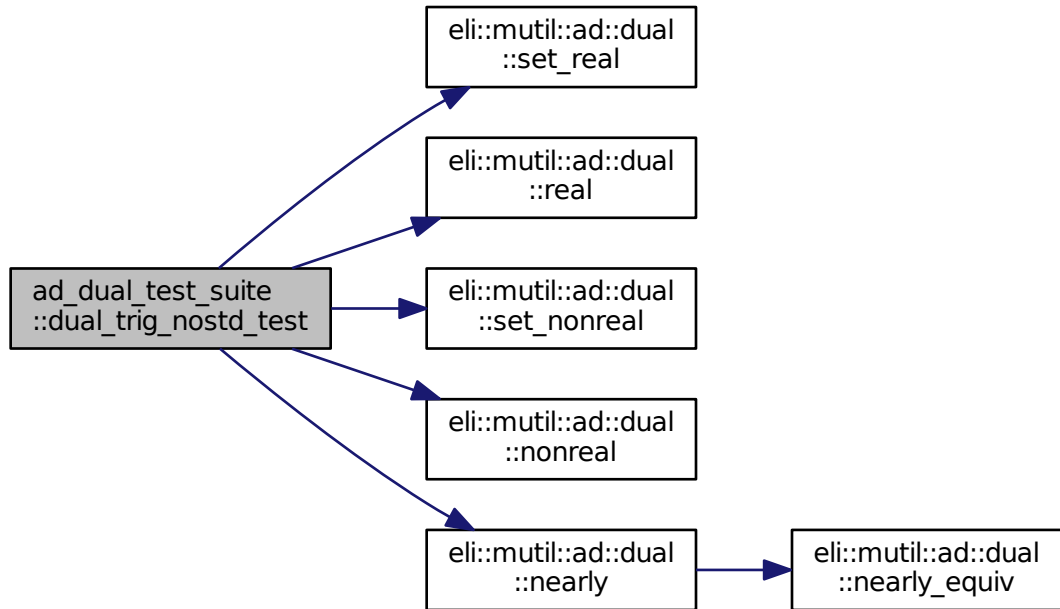 eli::mutil::ad::dual
::set_real
eli::mutil::ad::dual
::real
ad_dual_test_suite
::dual_trig_nostd_test
eli::mutil::ad::dual
::set_nonreal
eli::mutil::ad::dual
::nonreal
eli::mutil::ad::dual
::nearly
eli::mutil::ad::dual
::nearly_equiv